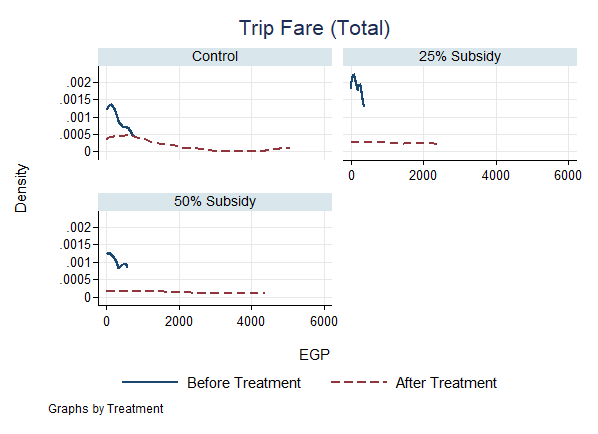 Trip Fare (Total)
Control
25% Subsidy
.002
.0015
.001
.0005
0
0
2000
4000
6000
50% Subsidy
.002
.0015
.001
.0005
0
0
2000
4000
6000
Density
EGP
Before Treatment
After Treatment
Graphs by Treatment